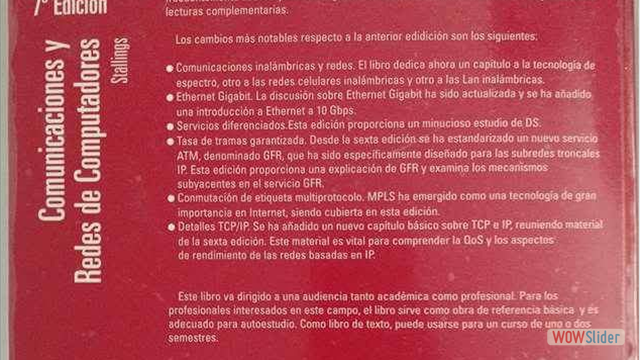 7ª Edición
Comunicaciones y
Redes de Computadores
Stallings
lecturas complementarias.
Los cambios más notables respecto a la anterior edidición son los siguientes:
● Comunicaciones inalámbricas y redes. El libro dedica ahora un capítulo a la tecnología de
espectro, otro a las redes celulares inalámbricas y otro a las Lan inalámbricas.
● Ethernet Gigabit. La discusión sobre Ethernet Gigabit ha sido actualizada y se ha añadido
una introducción a Ethernet a 10 Gbps.
● Servicios diferenciados.Esta edición proporciona un minucioso estudio de DS.
● Tasa de tramas garantizada. Desde la sexta edición se ha estandarizado un nuevo servicio
ATM, denominado GFR, que ha sido específicamente diseñado para las subredes troncales
IP. Esta edición proporciona una explicación de GFR y examina los mecanismos
subyacentes en el servicio GFR.
● Conmutación de etiqueta multiprotocolo. MPLS ha emergido como una tecnología de gran
importancia en Internet, siendo cubierta en esta edición.
● Detalles TCP/IP. Se ha añadido un nuevo capítulo básico sobre TCP e IP, reuniendo material
de la sexta edición. Este material es vital para comprender la QoS y los aspectos
de rendimiento de las redes basadas en IP.
Este libro va dirigido a una audiencia tanto académica como profesional. Para los
profesionales interesados en este campo, el libro sirve como obra de referencia básica y es
adecuado para autoestudio. Como libro de texto, puede usarse para un curso de uno o dos
semestres.
WOWSlider